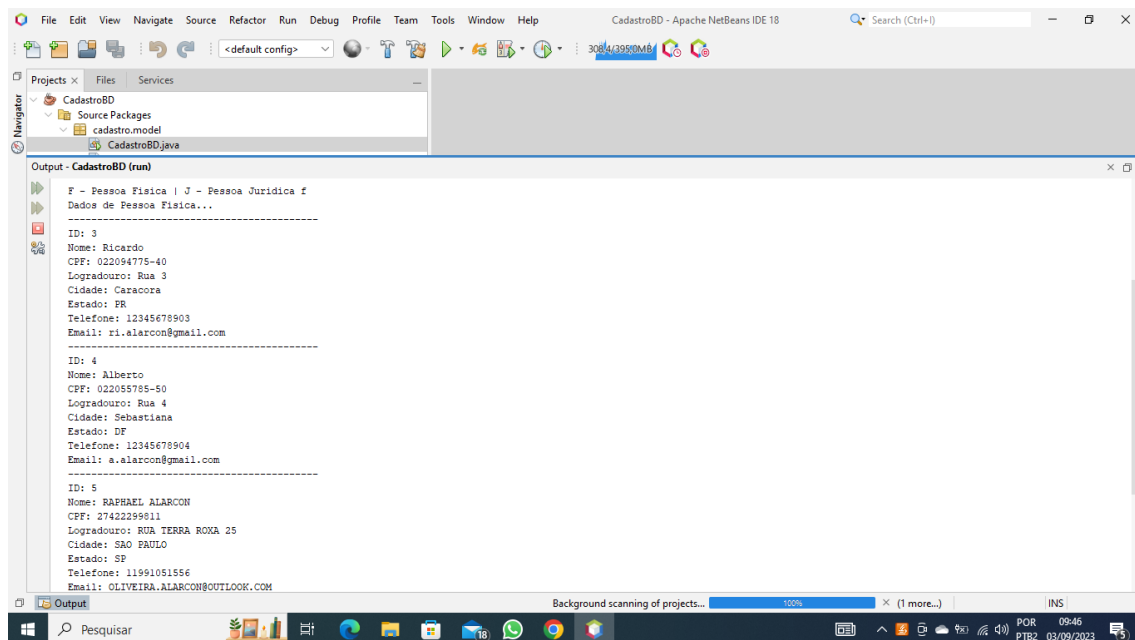 File Edit View Navigate Source Refactor Run Debug Profile Team Tools Window Help CadastroBD - Apache NetBeans IDE 18 Search (Ctrl+I)
<default config> 308,4/395,0MB
Projects Files Services
Navigator
CadastroBD
Source Packages
cadastro.model
CadastroBD.java
Output - CadastroBD (run)
F - Pessoa Fisica | J - Pessoa Juridica f
Dados de Pessoa Fisica...
-------------------------------------------
ID: 3
Nome: Ricardo
CPF: 022094775-40
Logradouro: Rua 3
Cidade: Caracora
Estado: PR
Telefone: 12345678903
Email: ri.alarcon@gmail.com
-------------------------------------------
ID: 4
Nome: Alberto
CPF: 022055785-50
Logradouro: Rua 4
Cidade: Sebastiana
Estado: DF
Telefone: 12345678904
Email: a.alarcon@gmail.com
-------------------------------------------
ID: 5
Nome: RAPHAEL ALARCON
CPF: 27422299811
Logradouro: RUA TERRA ROXA 25
Cidade: SAO PAULO
Estado: SP
Telefone: 11991051556
Email: OLIVEIRA.ALARCON@OUTLOOK.COM
Output Background scanning of projects... 100% (1 more...) INS
Pesquisar 18 POR 09:46
PTB2 03/09/2023 5